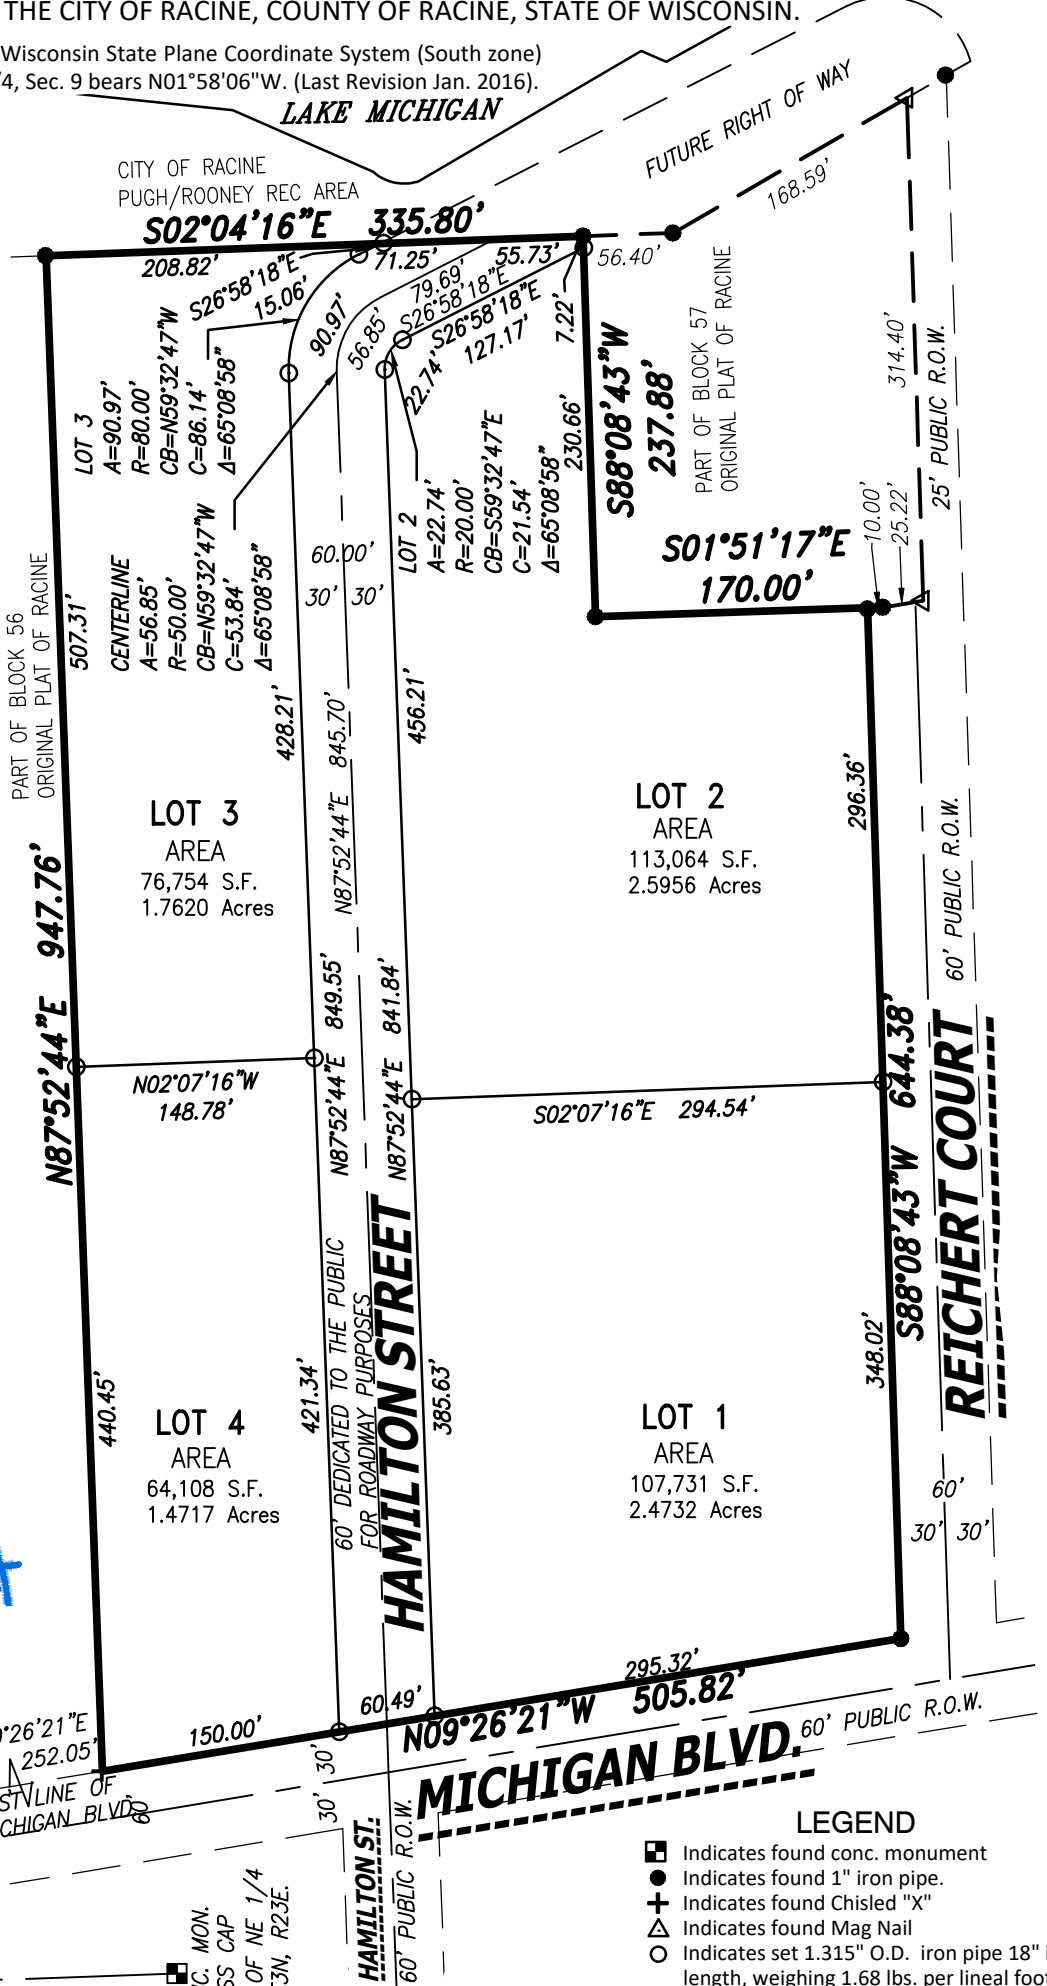 THE CITY OF RACINE, COUNTY OF RACINE, STATE OF WISCONSIN.
Wisconsin State Plane Coordinate System (South zone)
/4, Sec. 9 bears N01°58'06"W. (Last Revision Jan. 2016).
LAKE MICHIGAN
FUTURE RIGHT OF WAY
CITY OF RACINE
PUGH/ROONEY REC AREA
168.59'
S02°04'16"E 335.80'
208.82'
71.25'
55.73'
56.40'
S26°58'18"E
15.06'
90.97'
79.69'
S26°58'18"E
56.85'
S26°58'18"E
127.17'
22.74'
7.22'
230.66'
S88°08'43"W
237.88'
PART OF BLOCK 57
ORIGINAL PLAT OF RACINE
314.40'
25' PUBLIC R.O.W.
LOT 3
A=90.97'
R=80.00'
CB=N59°32'47"W
C=86.14'
Δ=65°08'58"
CENTERLINE
A=56.85'
R=50.00'
CB=N59°32'47"W
C=53.84'
Δ=65°08'58"
LOT 2
A=22.74'
R=20.00'
CB=S59°32'47"E
C=21.54'
Δ=65°08'58"
60.00'
30' 30'
S01°51'17"E
170.00'
10.00'
25.22'
PART OF BLOCK 56
ORIGINAL PLAT OF RACINE
507.31'
428.21'
N87°52'44"E 845.70'
456.21'
296.36'
LOT 3
AREA
76,754 S.F.
1.7620 Acres
LOT 2
AREA
113,064 S.F.
2.5956 Acres
60' PUBLIC R.O.W.
N87°52'44"E 947.76'
N87°52'44"E 849.55'
N87°52'44"E 841.84'
N02°07'16"W
148.78'
S02°07'16"E 294.54'
S88°08'43"W 644.38'
REICHERT COURT
440.45'
421.34'
60' DEDICATED TO THE PUBLIC
FOR ROADWAY PURPOSES
HAMILTON STREET
385.63'
348.02'
LOT 4
AREA
64,108 S.F.
1.4717 Acres
LOT 1
AREA
107,731 S.F.
2.4732 Acres
60'
30' 30'
295.32'
60.49'
150.00'
N09°26'21"W 505.82'
60' PUBLIC R.O.W.
°26'21"E
252.05'
ST LINE OF
CHIGAN BLVD.
60'
30' 30'
MICHIGAN BLVD.
HAMILTON ST.
60' PUBLIC R.O.W.
C. MON.
SS CAP
OF NE 1/4
3N, R23E.
LEGEND
Indicates found conc. monument
Indicates found 1" iron pipe.
Indicates found Chisled "X"
Indicates found Mag Nail
Indicates set 1.315" O.D. iron pipe 18" i
length, weighing 1.68 lbs. per lineal foot